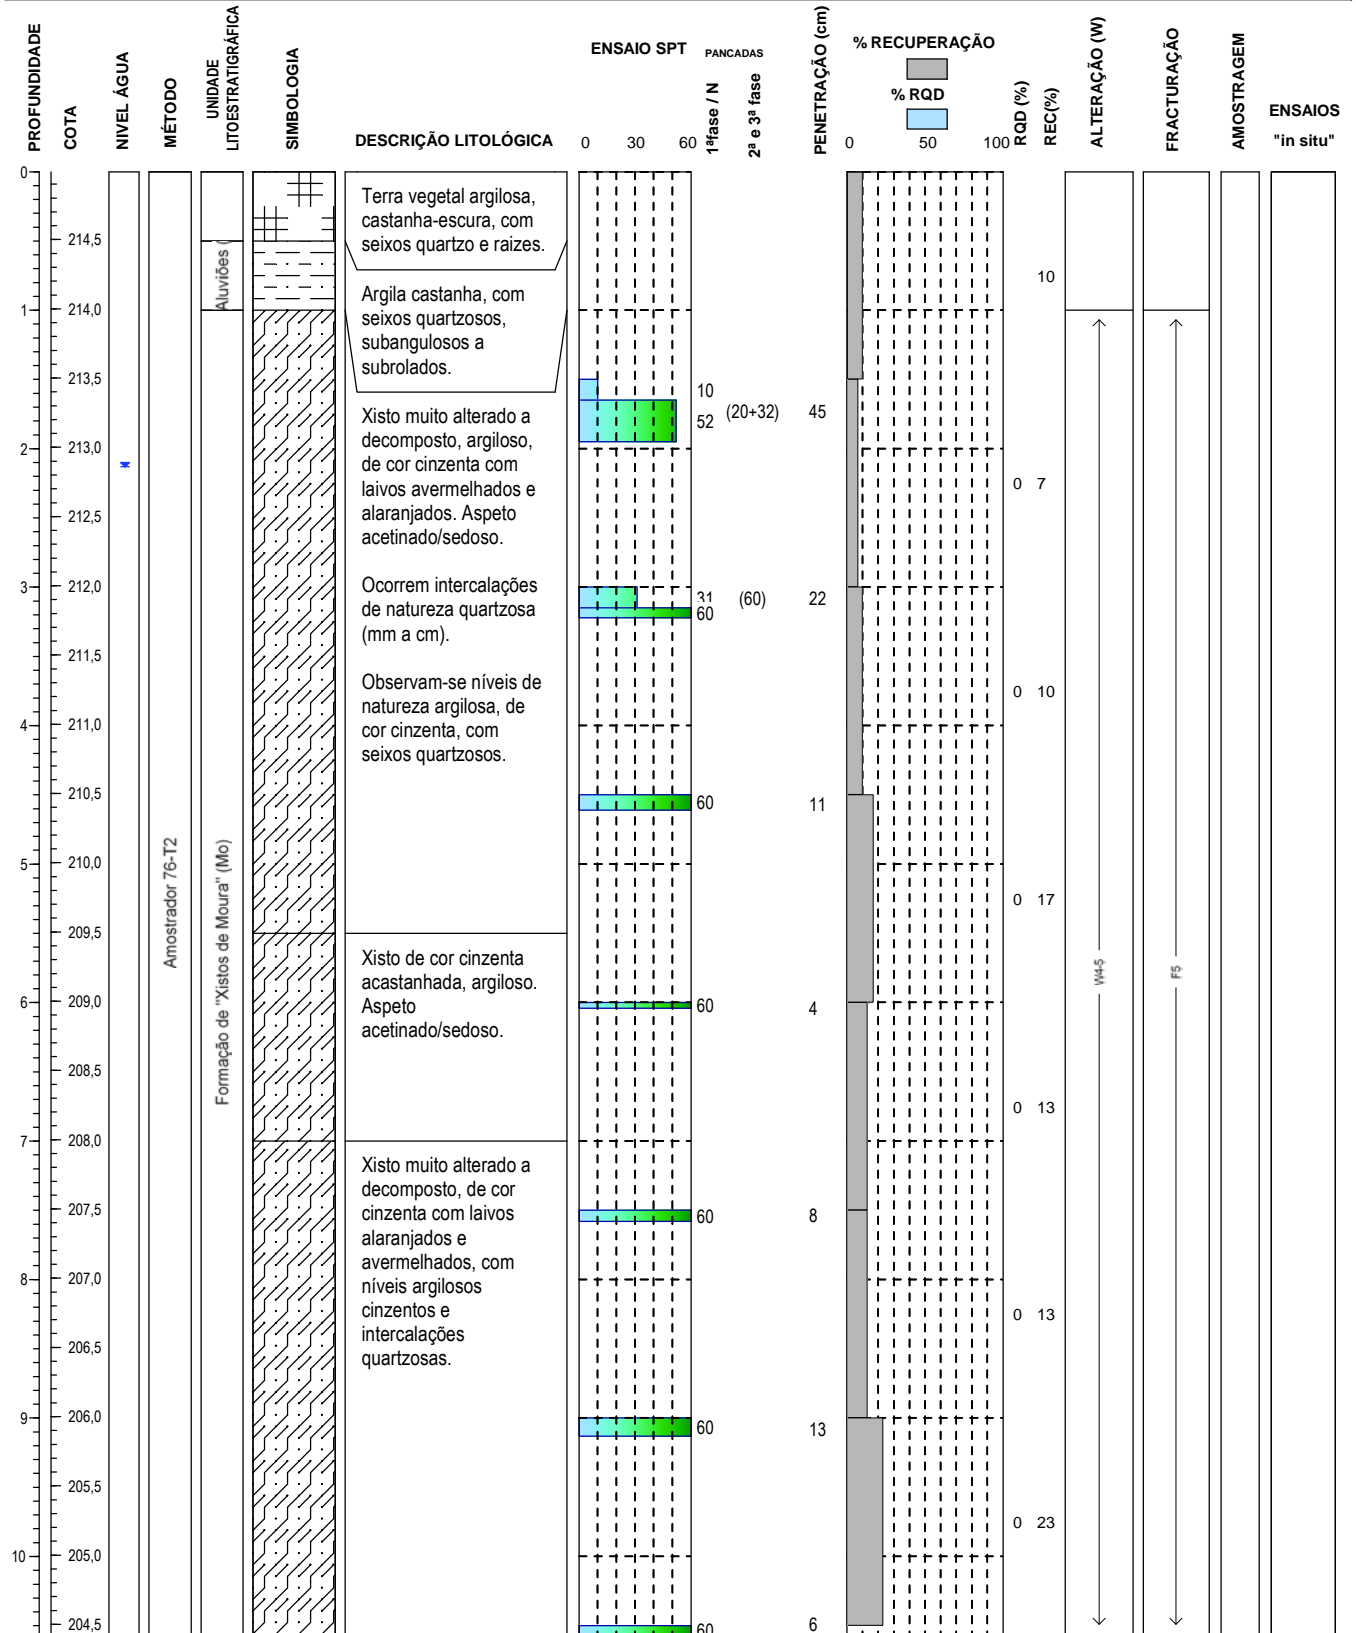 PROFUNDIDADE
COTA
NIVEL ÁGUA
MÉTODO
UNIDADE
LITOESTRATIGRÁFICA
SIMBOLOGIA
DESCRIÇÃO LITOLÓGICA
ENSAIO SPT
PANCADAS
0 30 60
1ªfase / N
2ª e 3ª fase
PENETRAÇÃO (cm)
% RECUPERAÇÃO
% RQD
0 50 100
RQD (%)
REC(%)
ALTERAÇÃO (W)
FRACTURAÇÃO
AMOSTRAGEM
ENSAIOS
"in situ"
0
Terra vegetal argilosa,
castanha-escura, com
seixos quartzo e raizes.
214,5
Aluviões (
10
Argila castanha, com
seixos quartzosos,
subangulosos a
subrolados.
1 214,0
213,5
10
52 (20+32) 45
Xisto muito alterado a
decomposto, argiloso,
de cor cinzenta com
laivos avermelhados e
alaranjados. Aspeto
acetinado/sedoso.
2 213,0
0 7
212,5
Ocorrem intercalações
de natureza quartzosa
(mm a cm).
3 212,0
31 (60) 22
60
211,5
Observam-se níveis de
natureza argilosa, de
cor cinzenta, com
seixos quartzosos.
0 10
4 211,0
210,5
60 11
5 210,0
Amostrador 76-T2
Formação de "Xistos de Moura" (Mo)
0 17
209,5
Xisto de cor cinzenta
acastanhada, argiloso.
Aspeto
acetinado/sedoso.
W4-5
F5
6 209,0
60 4
208,5
0 13
7 208,0
Xisto muito alterado a
decomposto, de cor
cinzenta com laivos
alaranjados e
avermelhados, com
níveis argilosos
cinzentos e
intercalações
quartzosas.
207,5
60 8
8 207,0
0 13
206,5
9 206,0
60 13
205,5
0 23
10 205,0
204,5
60 6